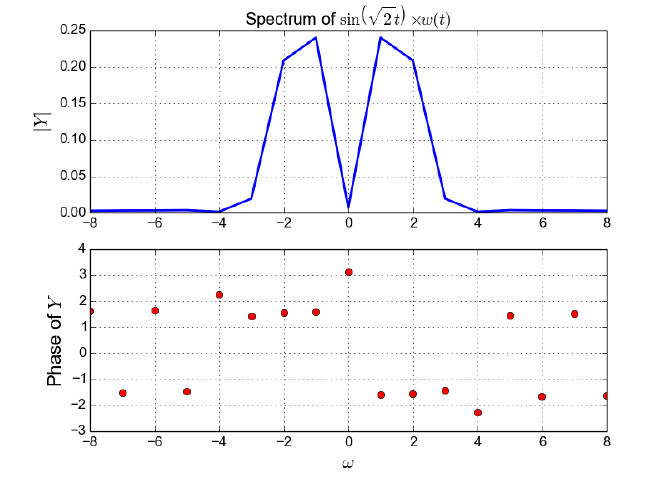 Spectrum of sin(√2t) ×w(t)
0.25
0.20
0.15
0.10
0.05
0.00
|Y|
−8 −6 −4 −2 0 2 4 6 8
4
3
2
1
0
−1
−2
−3
Phase of Y
−8 −6 −4 −2 0 2 4 6 8
ω